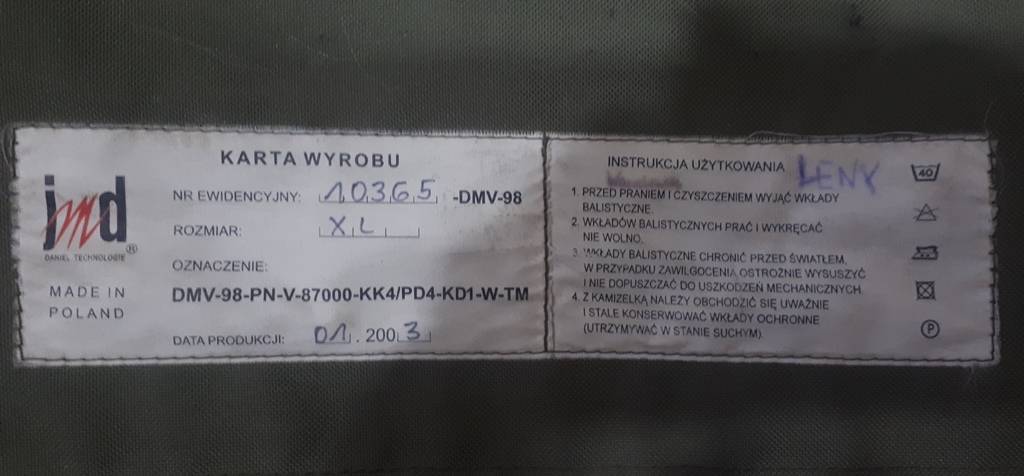 KARTA WYROBU
jmd
DANIEL TECHNOLOGIE®
MADE IN
POLAND
NR EWIDENCYJNY: 10365 -DMV-98
ROZMIAR: XL
OZNACZENIE:
DMV-98-PN-V-87000-KK4/PD4-KD1-W-TM
DATA PRODUKCJI: 01.2003
INSTRUKCJA UŻYTKOWANIA LENY
1. PRZED PRANIEM I CZYSZCZENIEM WYJĄĆ WKŁADY
BALISTYCZNE.
2. WKŁADÓW BALISTYCZNYCH PRAĆ I WYKRĘCAĆ
NIE WOLNO.
3. WKŁADY BALISTYCZNE CHRONIĆ PRZED ŚWIATŁEM,
W PRZYPADKU ZAWILGOCENIA OSTROŻNIE WYSUSZYĆ
I NIE DOPUSZCZAĆ DO USZKODZEŃ MECHANICZNYCH.
4. Z KAMIZELKĄ NALEŻY OBCHODZIĆ SIĘ UWAŻNIE
I STALE KONSERWOWAĆ WKŁADY OCHRONNE
(UTRZYMYWAĆ W STANIE SUCHYM).
40
P